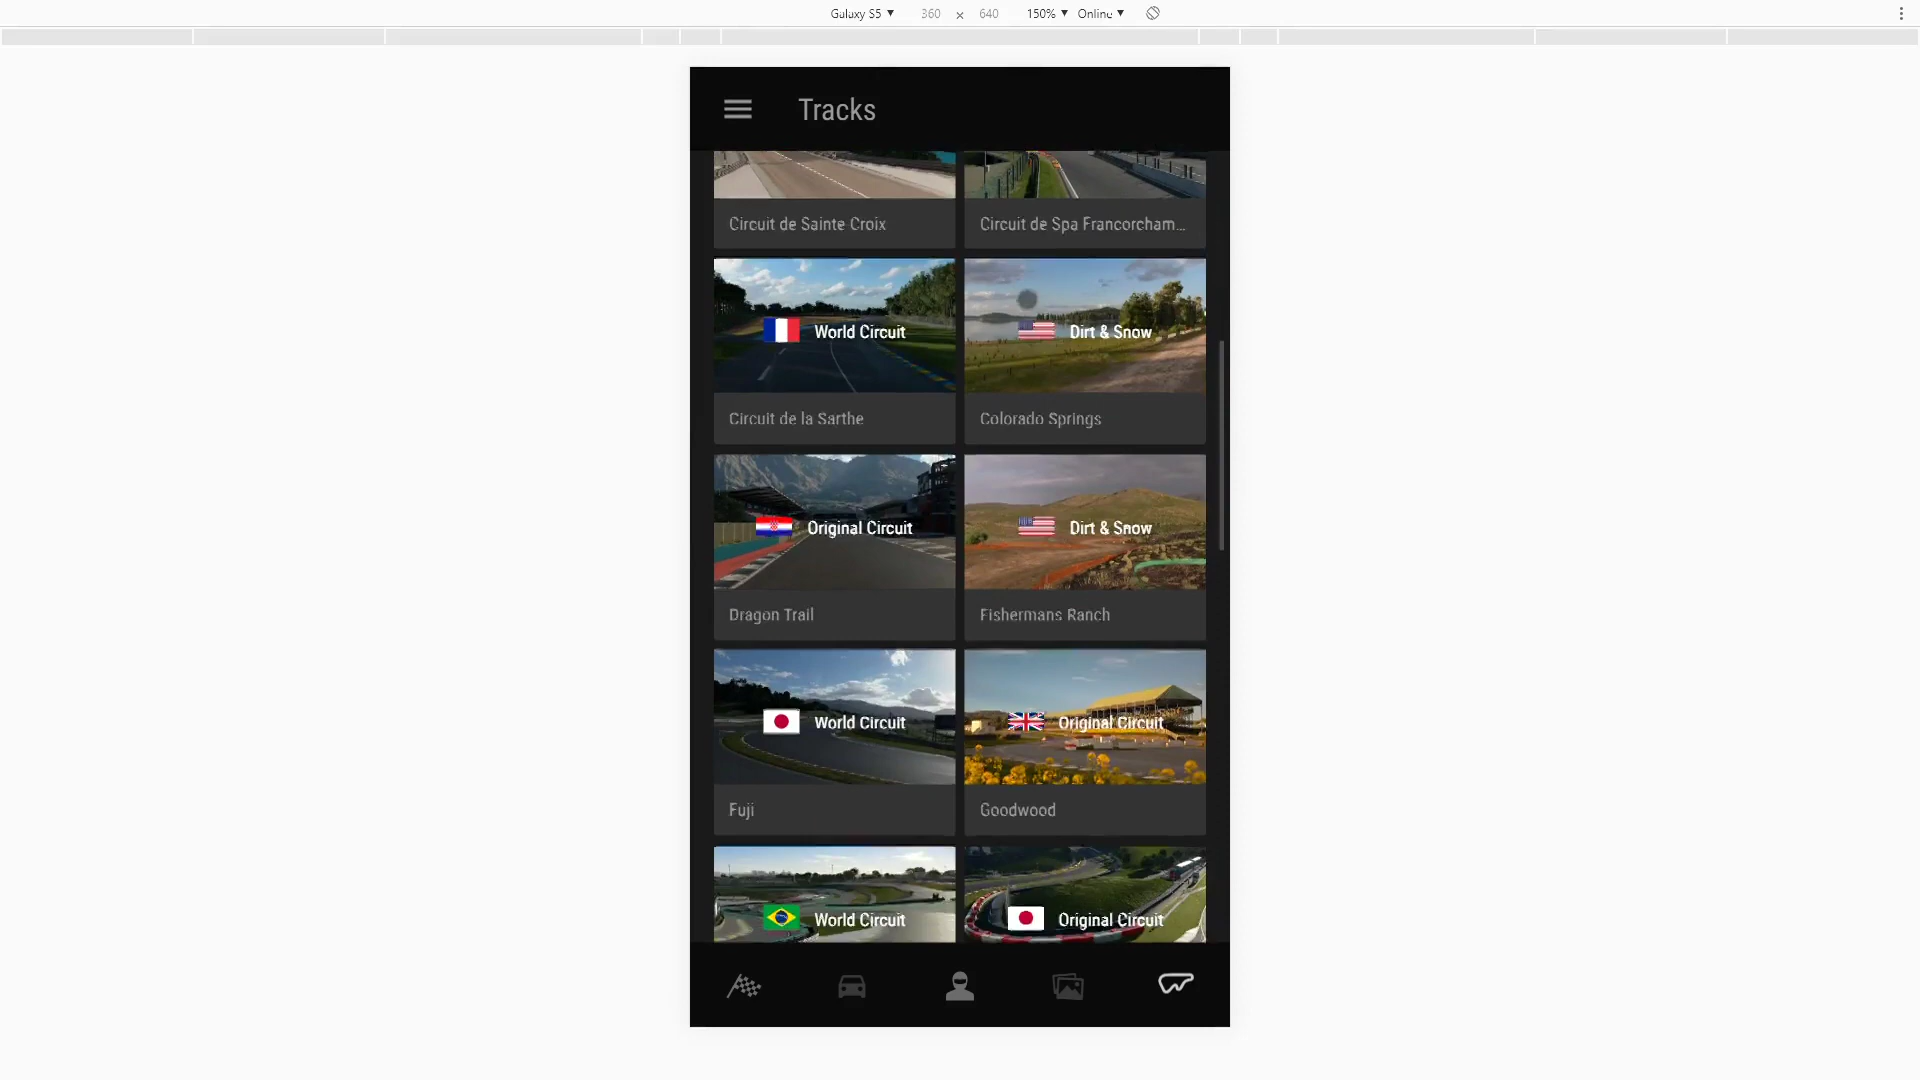 Galaxy S5 ▼ 360 x 640 150% ▼ Online ▼
Tracks
Circuit de Sainte Croix
Circuit de Spa Francorcham...
World Circuit
Dirt & Snow
Circuit de la Sarthe
Colorado Springs
Original Circuit
Dirt & Snow
Dragon Trail
Fishermans Ranch
World Circuit
Original Circuit
Fuji
Goodwood
World Circuit
Original Circuit